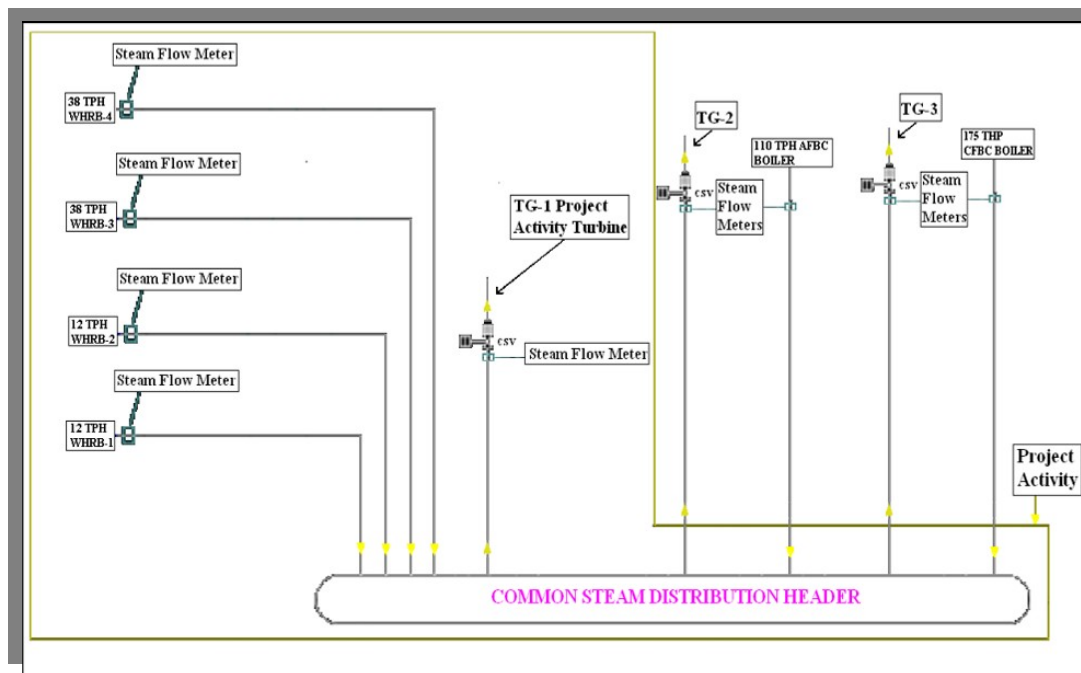 Steam Flow Meter
38 TPH
WHRB-4
Steam Flow Meter
38 TPH
WHRB-3
Steam Flow Meter
12 TPH
WHRB-2
Steam Flow Meter
12 TPH
WHRB-1
TG-1 Project
Activity Turbine
csv
Steam Flow Meter
TG-2
110 TPH AFBC
BOILER
csv
Steam
Flow
Meters
TG-3
175 THP
CFBC BOILER
csv
Steam
Flow
Meters
Project
Activity
COMMON STEAM DISTRIBUTION HEADER